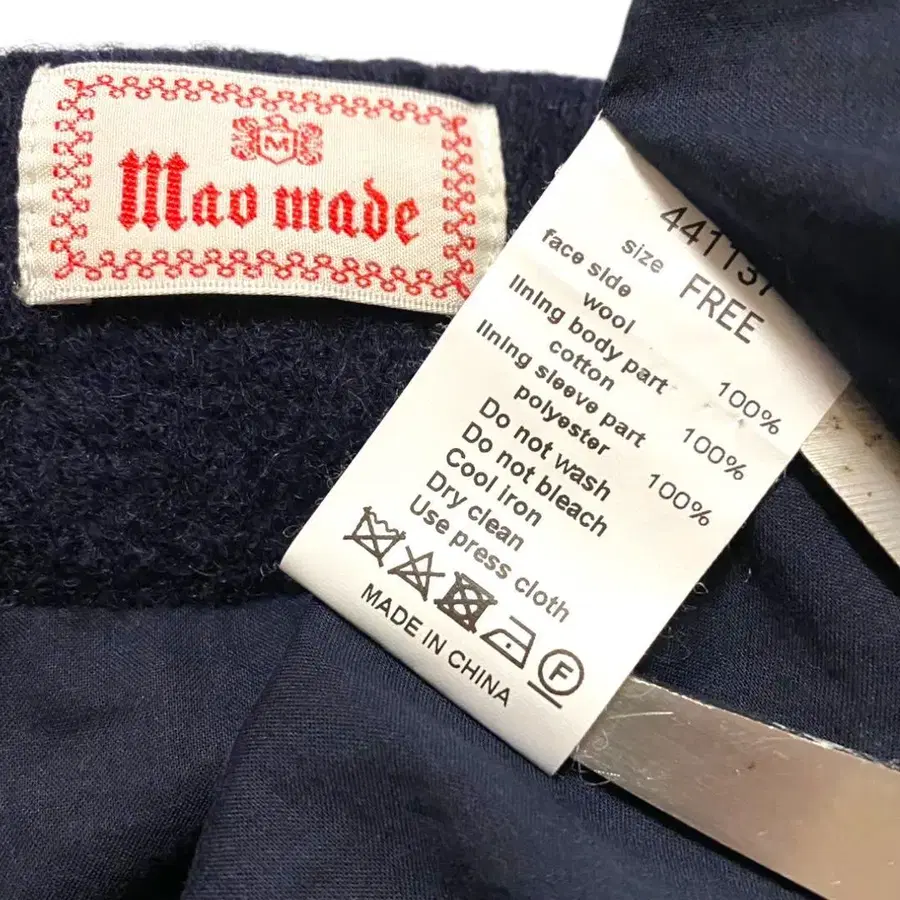 M
Mao made
441137
size FREE
face side
wool 100%
lining body part
cotton 100%
lining sleeve part
polyester 100%
Do not wash
Do not bleach
Cool iron
Dry clean
Use press cloth
F
MADE IN CHINA